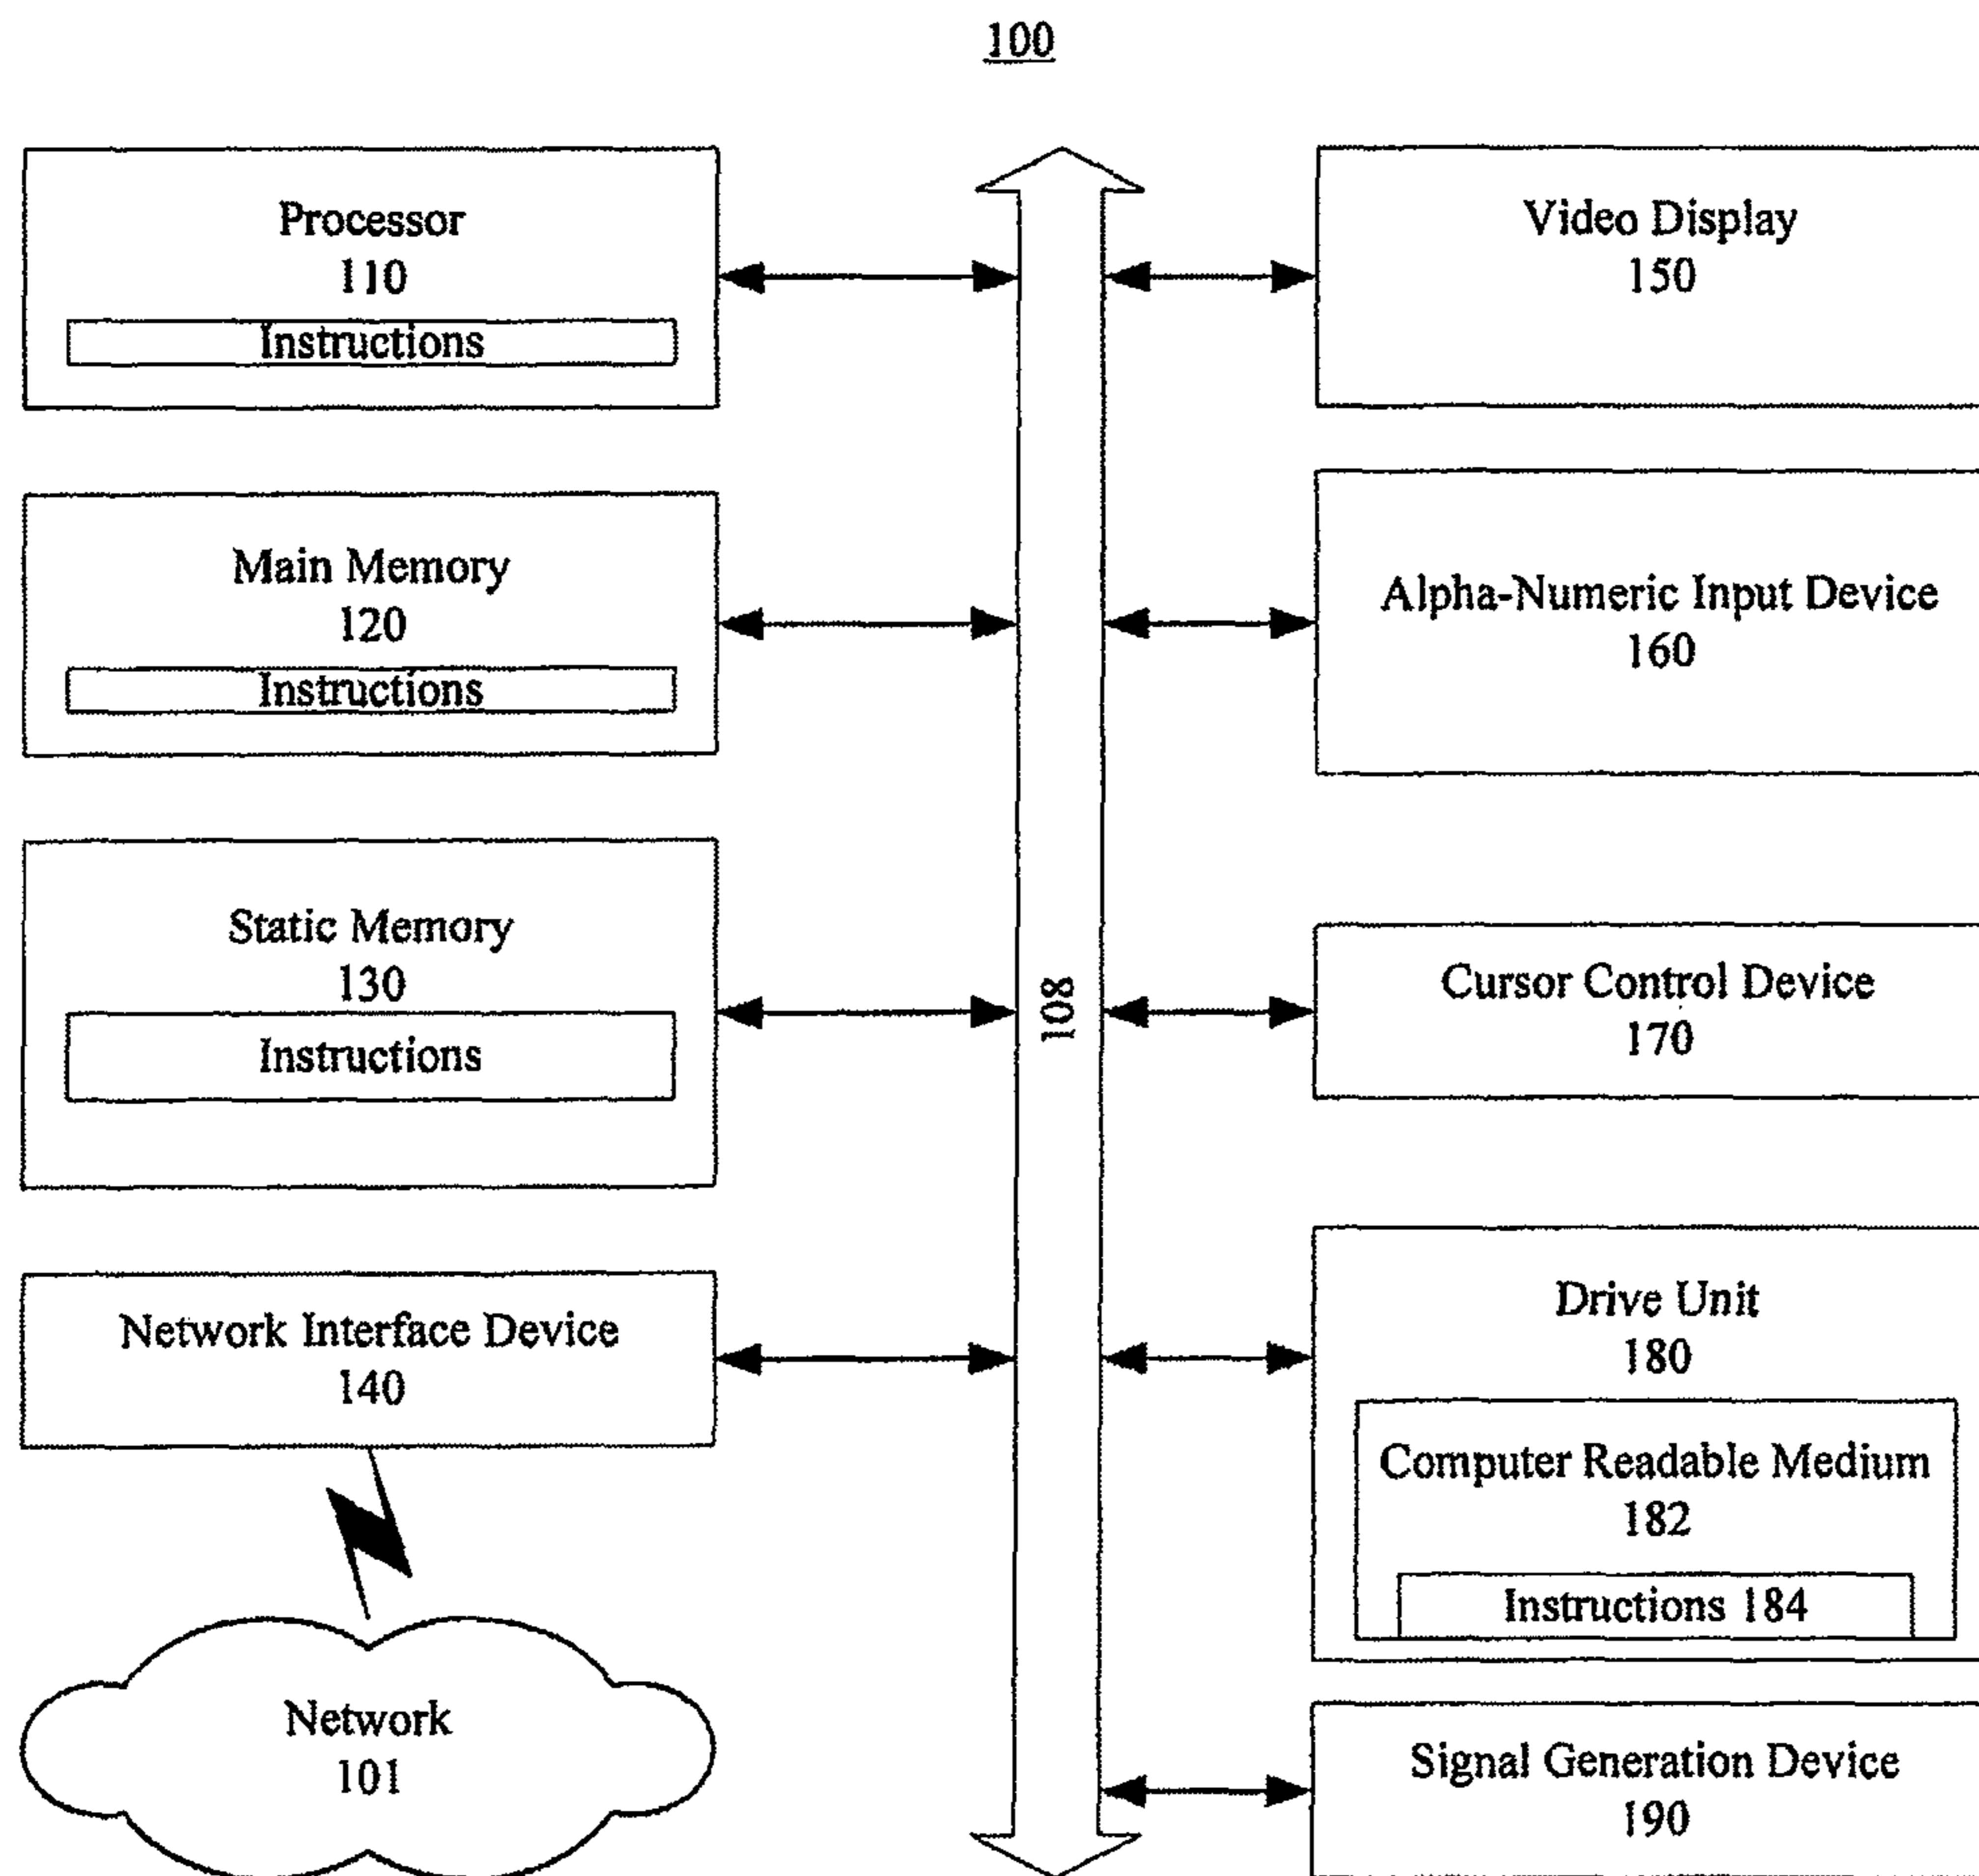 100
Processor
110
Instructions
Main Memory
120
Instructions
Static Memory
130
Instructions
Network Interface Device
140
Network
101
108
Video Display
150
Alpha-Numeric Input Device
160
Cursor Control Device
170
Drive Unit
180
Computer Readable Medium
182
Instructions 184
Signal Generation Device
190